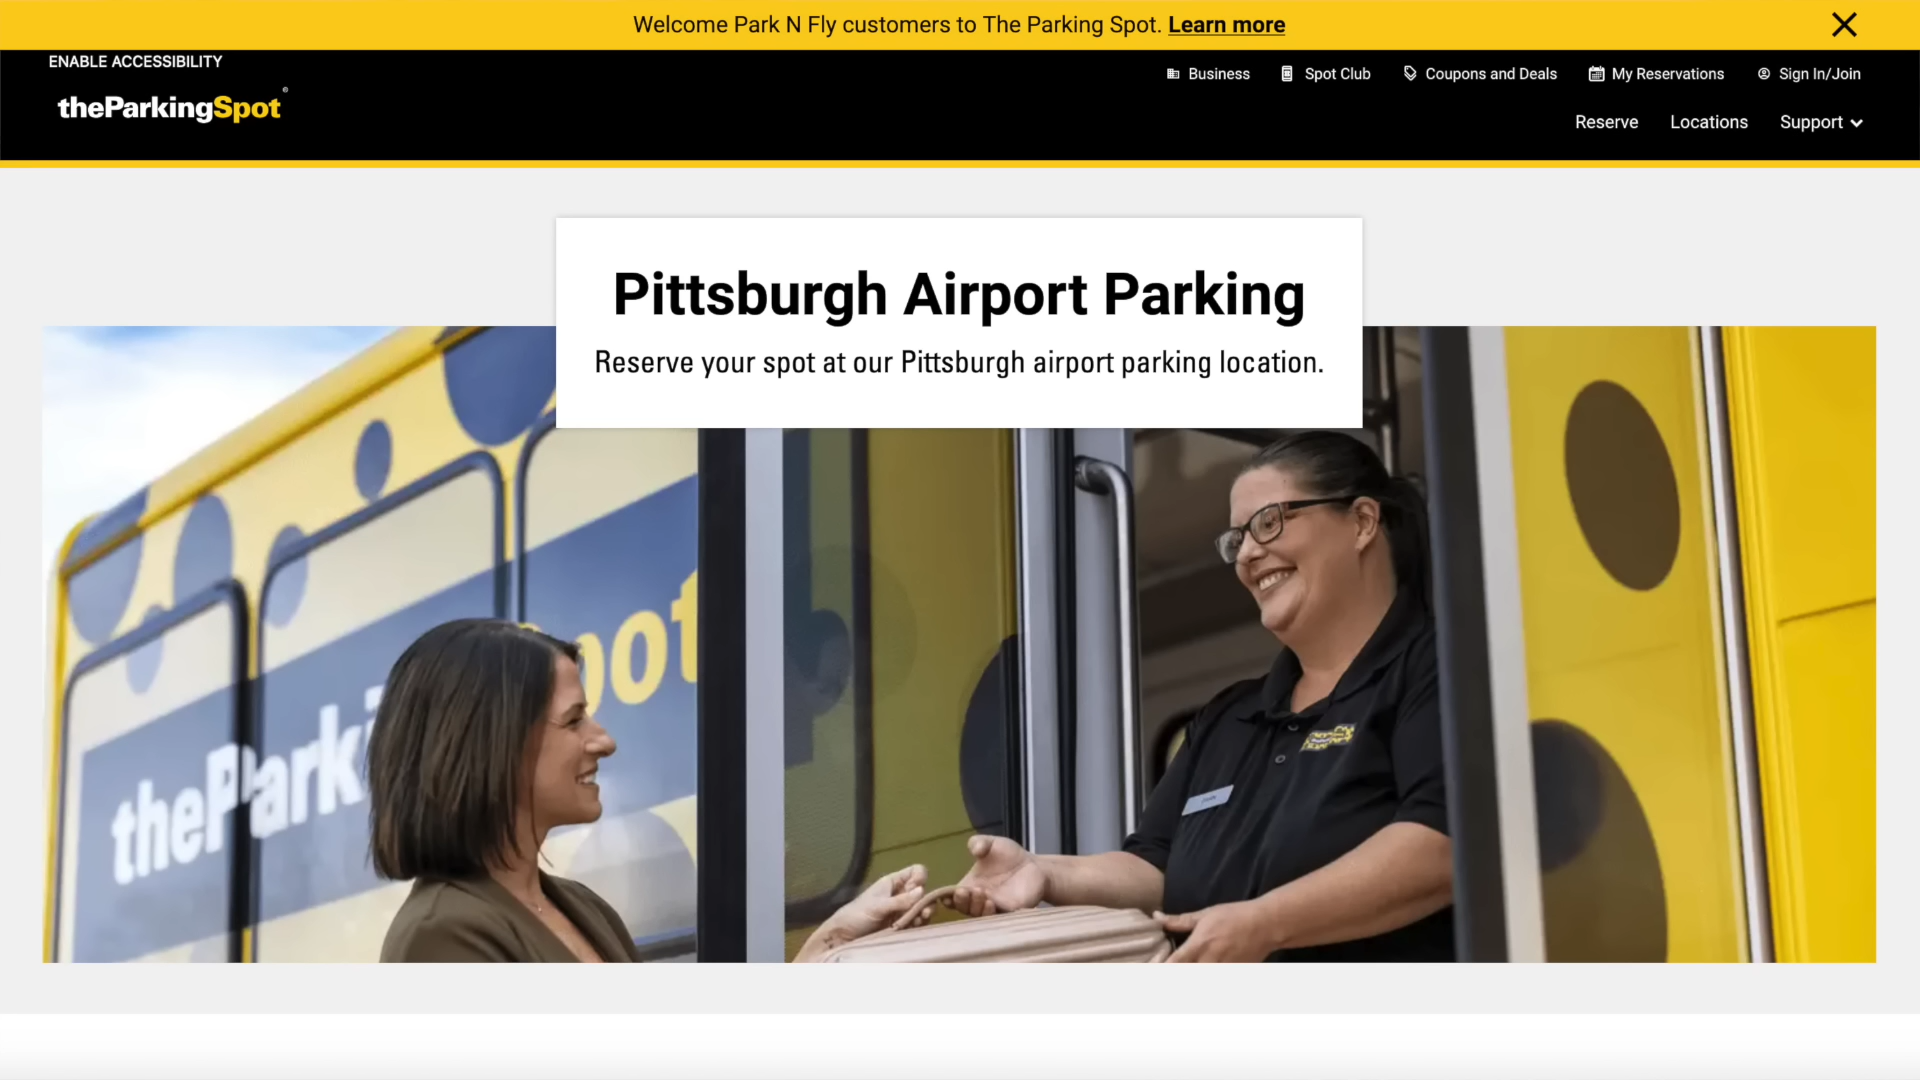 Welcome Park N Fly customers to The Parking Spot. Learn more
ENABLE ACCESSIBILITY
Business
Spot Club
Coupons and Deals
My Reservations
Sign In/Join
theParkingSpot®
Reserve
Locations
Support
Pittsburgh Airport Parking
Reserve your spot at our Pittsburgh airport parking location.
theParki
pot